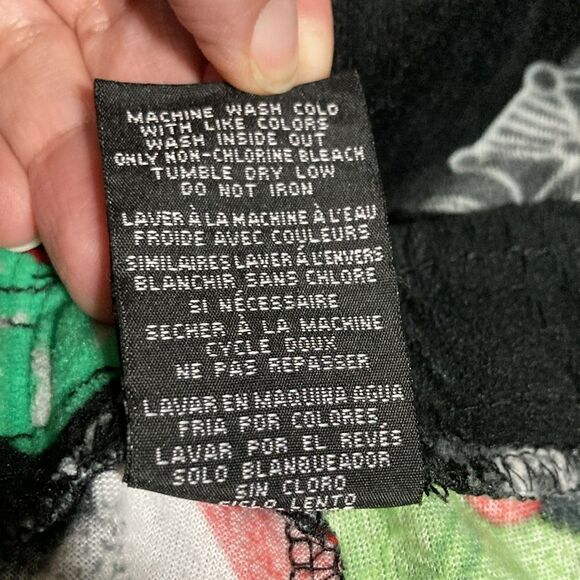 MACHINE WASH COLD
WITH LIKE COLORS
WASH INSIDE OUT
ONLY NON-CHLORINE BLEACH
TUMBLE DRY LOW
DO NOT IRON
LAVER À LA MACHINE À L'EAU
FROIDE AVEC COULEURS
SIMILAIRES LAVER À L'ENVERS
BLANCHIR SANS CHLORE
SI NÉCESSAIRE
SECHER À LA MACHINE
CYCLE DOUX
NE PAS REPASSER
LAVAR EN MAQUINA AGUA
FRIA POR COLORES
LAVAR POR EL REVÉS
SOLO BLANQUEADOR
SIN CLORO
CICLO LENTO